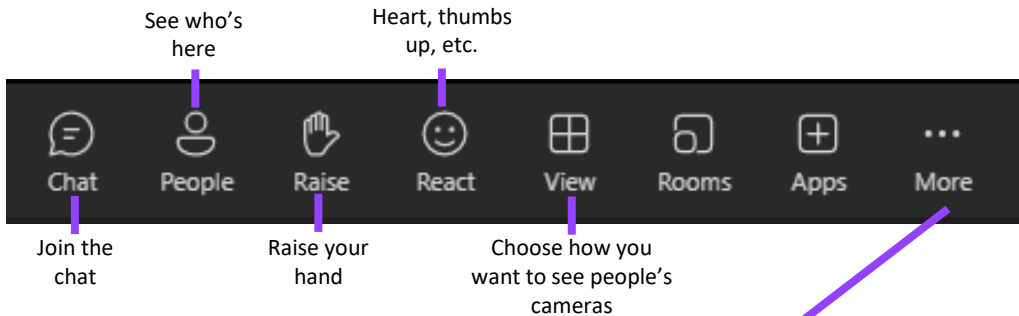 See who’s
here
Heart, thumbs
up, etc.
Chat
People
Raise
React
View
Rooms
Apps
More
Join the
chat
Raise your
hand
Choose how you
want to see people’s
cameras